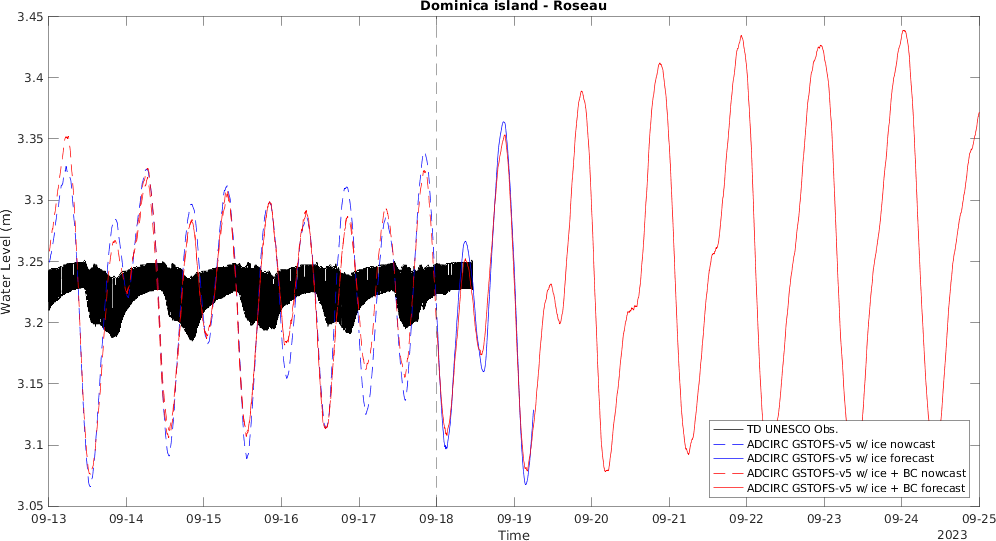 Dominica island - Roseau
Water Level (m)
3.45
3.4
3.35
3.3
3.25
3.2
3.15
3.1
3.05
TD UNESCO Obs.
ADCIRC GSTOFS-v5 w/ ice nowcast
ADCIRC GSTOFS-v5 w/ ice forecast
ADCIRC GSTOFS-v5 w/ ice + BC nowcast
ADCIRC GSTOFS-v5 w/ ice + BC forecast
09-13 09-14 09-15 09-16 09-17 09-18 09-19 09-20 09-21 09-22 09-23 09-24 09-25
Time
2023